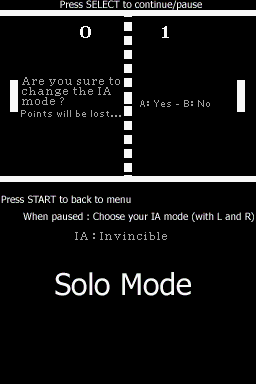 Press SELECT to continue/pause
0 1
Are you sure to
change the IA
mode ?
Points will be lost...
A: Yes - B: No
Press START to back to menu
When paused : Choose your IA mode (with L and R)
IA : Invincible
Solo Mode